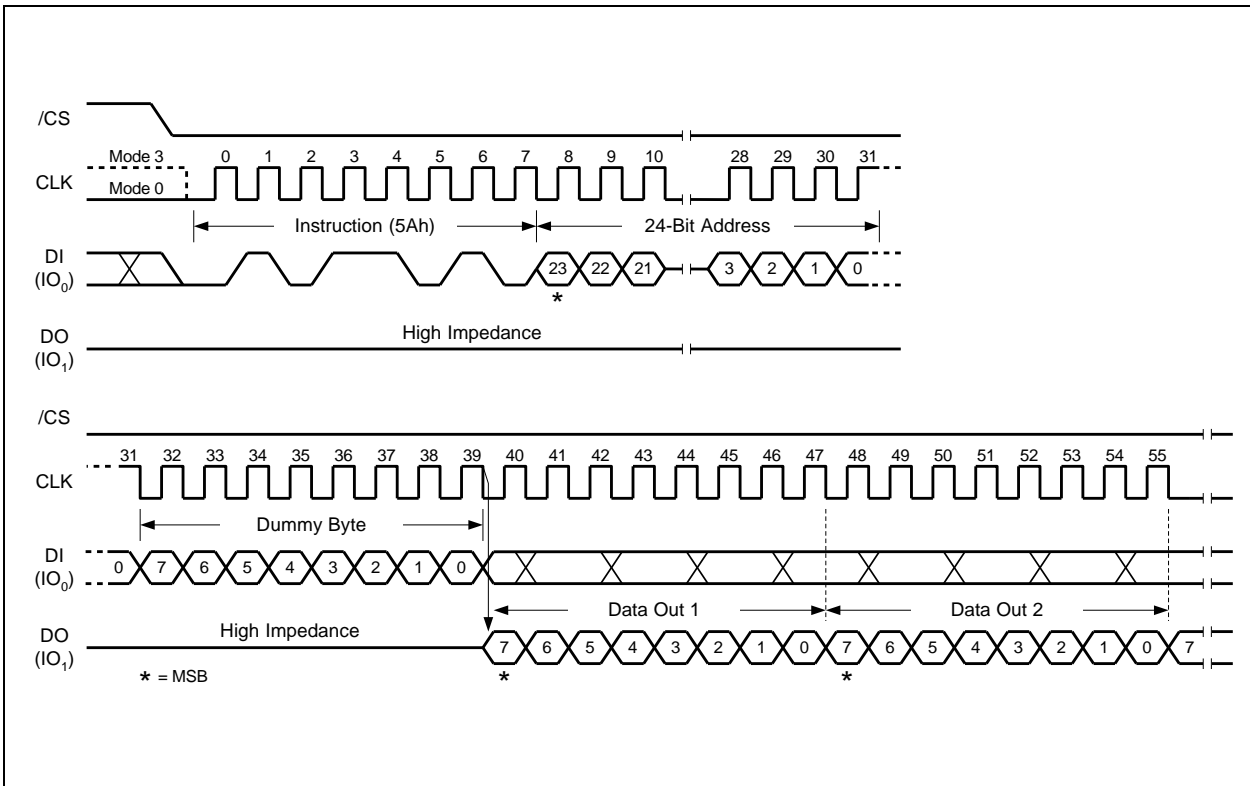 /CS
Mode 3 0 1 2 3 4 5 6 7 8 9 10 28 29 30 31
CLK
Mode 0
Instruction (5Ah) 24-Bit Address
DI
(IO0)
23 22 21 3 2 1 0
*
High Impedance
DO
(IO1)
/CS
31 32 33 34 35 36 37 38 39 40 41 42 43 44 45 46 47 48 49 50 51 52 53 54 55
CLK
Dummy Byte
DI
(IO0)
0 7 6 5 4 3 2 1 0
Data Out 1 Data Out 2
High Impedance
DO
(IO1)
7 6 5 4 3 2 1 0 7 6 5 4 3 2 1 0 7
* = MSB * *